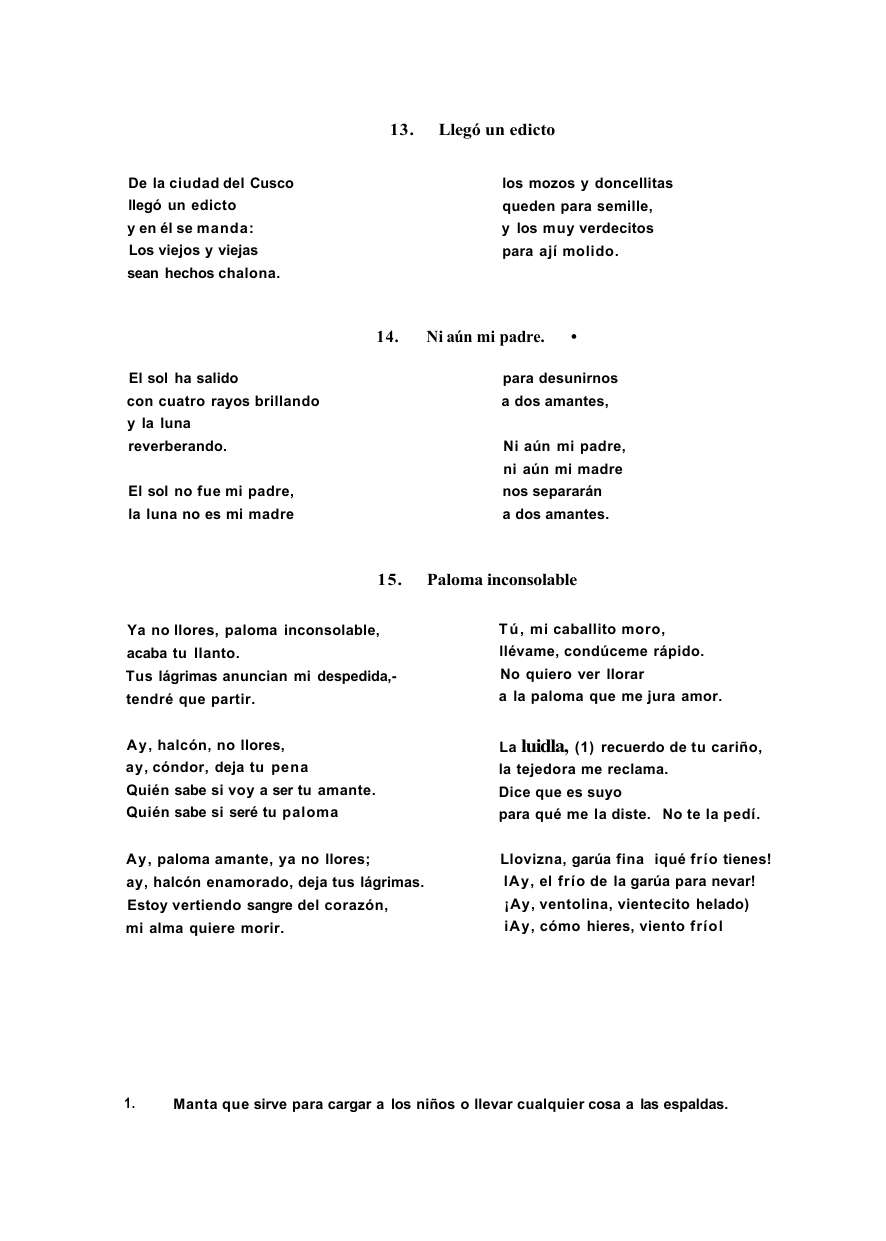 13. Llegó un edicto
De la ciudad del Cusco
llegó un edicto
y en él se manda:
Los viejos y viejas
sean hechos chalona.
los mozos y doncellitas
queden para semille,
y los muy verdecitos
para ají molido.
14. Ni aún mi padre. •
El sol ha salido
con cuatro rayos brillando
y la luna
reverberando.
El sol no fue mi padre,
la luna no es mi madre
para desunirnos
a dos amantes,
Ni aún mi padre,
ni aún mi madre
nos separarán
a dos amantes.
15. Paloma inconsolable
Ya no llores, paloma inconsolable,
acaba tu llanto.
Tus lágrimas anuncian mi despedida,-
tendré que partir.
Ay, halcón, no llores,
ay, cóndor, deja tu pena
Quién sabe si voy a ser tu amante.
Quién sabe si seré tu paloma
Ay, paloma amante, ya no llores;
ay, halcón enamorado, deja tus lágrimas.
Estoy vertiendo sangre del corazón,
mi alma quiere morir.
Tú, mi caballito moro,
llévame, condúceme rápido.
No quiero ver llorar
a la paloma que me jura amor.
La luidla, (1) recuerdo de tu cariño,
la tejedora me reclama.
Dice que es suyo
para qué me la diste. No te la pedí.
Llovizna, garúa fina iqué frío tienes!
lAy, el frío de la garúa para nevar!
¡Ay, ventolina, vientecito helado)
iAy, cómo hieres, viento fríol
1. Manta que sirve para cargar a los niños o llevar cualquier cosa a las espaldas.